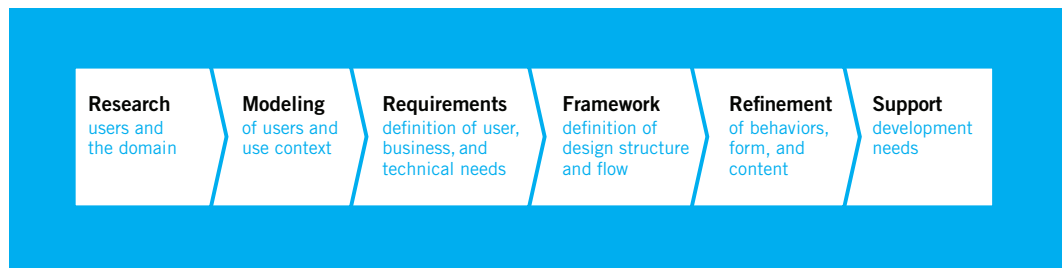 Research
users and
the domain
Modeling
of users and
use context
Requirements
definition of user,
business, and
technical needs
Framework
definition of
design structure
and flow
Refinement
of behaviors,
form, and
content
Support
development
needs